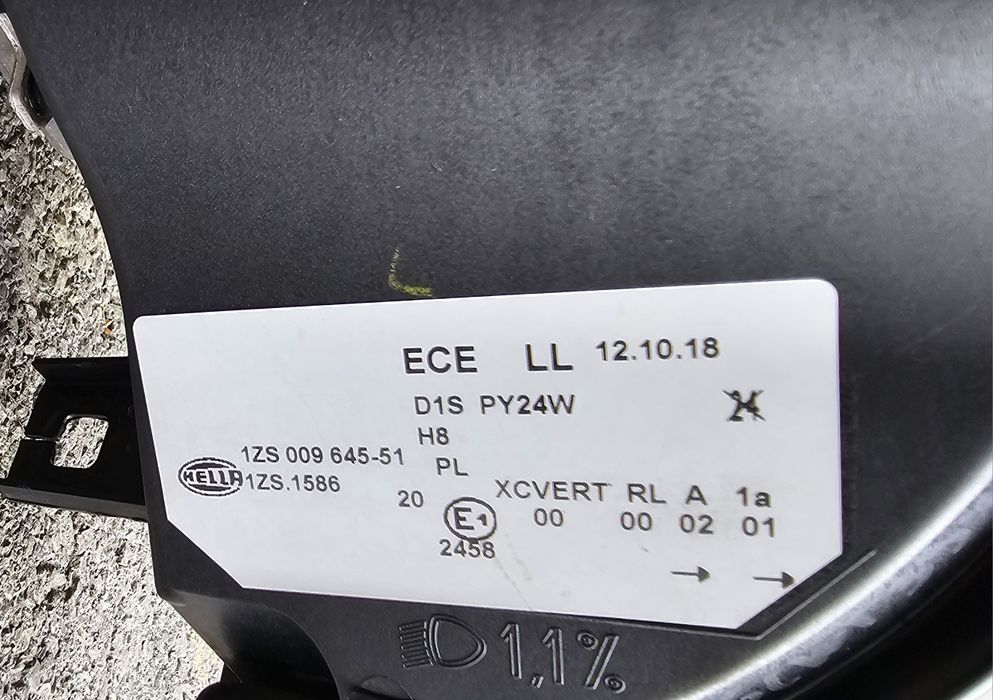 ECE LL 12.10.18
D1S PY24W
H8
1ZS 009 645-51
PL
HELLA 1ZS.1586
20 XCVERT RL A 1a
E1 00 00 02 01
2458
→ →
1,1%